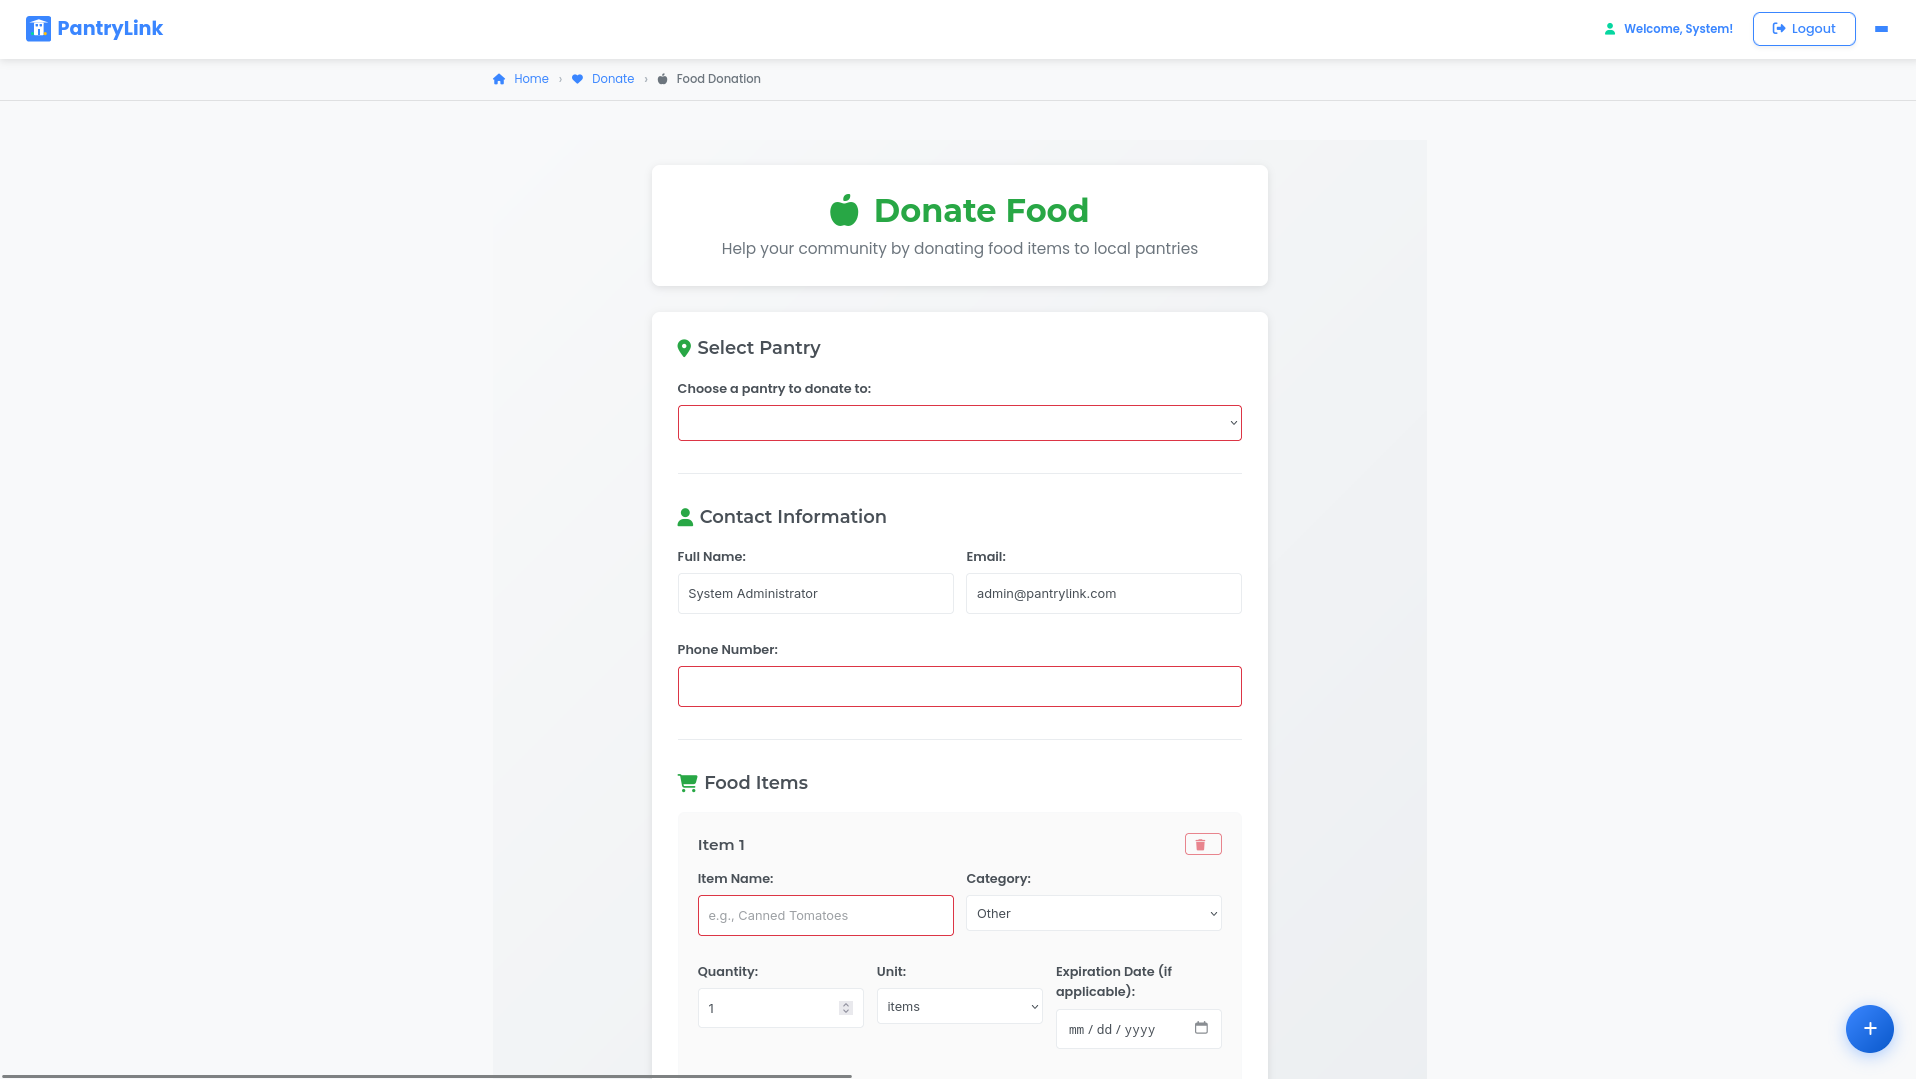 PantryLink
Welcome, System!
Logout
Home › Donate › Food Donation
Donate Food
Help your community by donating food items to local pantries
Select Pantry
Choose a pantry to donate to:
Contact Information
Full Name:
Email:
System Administrator
admin@pantrylink.com
Phone Number:
Food Items
Item 1
Item Name:
Category:
e.g., Canned Tomatoes
Other
Quantity:
Unit:
Expiration Date (if
applicable):
1
items
mm / dd / yyyy
+